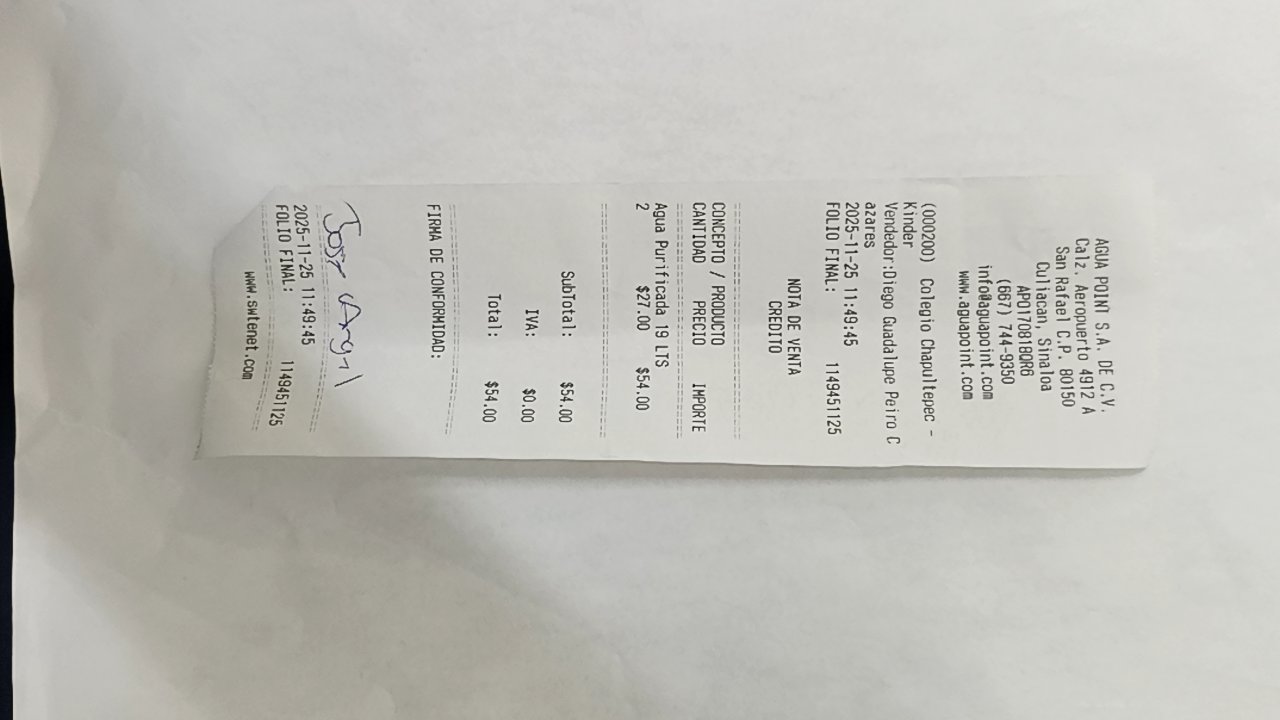 AGUA POINT S.A. DE C.V.
Calz. Aeropuerto 4912 A
San Rafael C.P. 80150
Culiacan, Sinaloa
APO170818QR6
(667) 744-9350
info@aguapoint.com
www.aguapoint.com
(000200) Colegio Chapultepec -
Kinder
Vendedor:Diego Guadalupe Peiro C
azares
2025-11-25 11:49:45
FOLIO FINAL: 1149451125
NOTA DE VENTA
CREDITO
CONCEPTO / PRODUCTO
CANTIDAD PRECIO IMPORTE
Agua Purificada 19 LTS
2 $27.00 $54.00
SubTotal: $54.00
IVA: $0.00
Total: $54.00
FIRMA DE CONFORMIDAD:
2025-11-25 11:49:45
FOLIO FINAL: 1149451125
www.swtenet.com